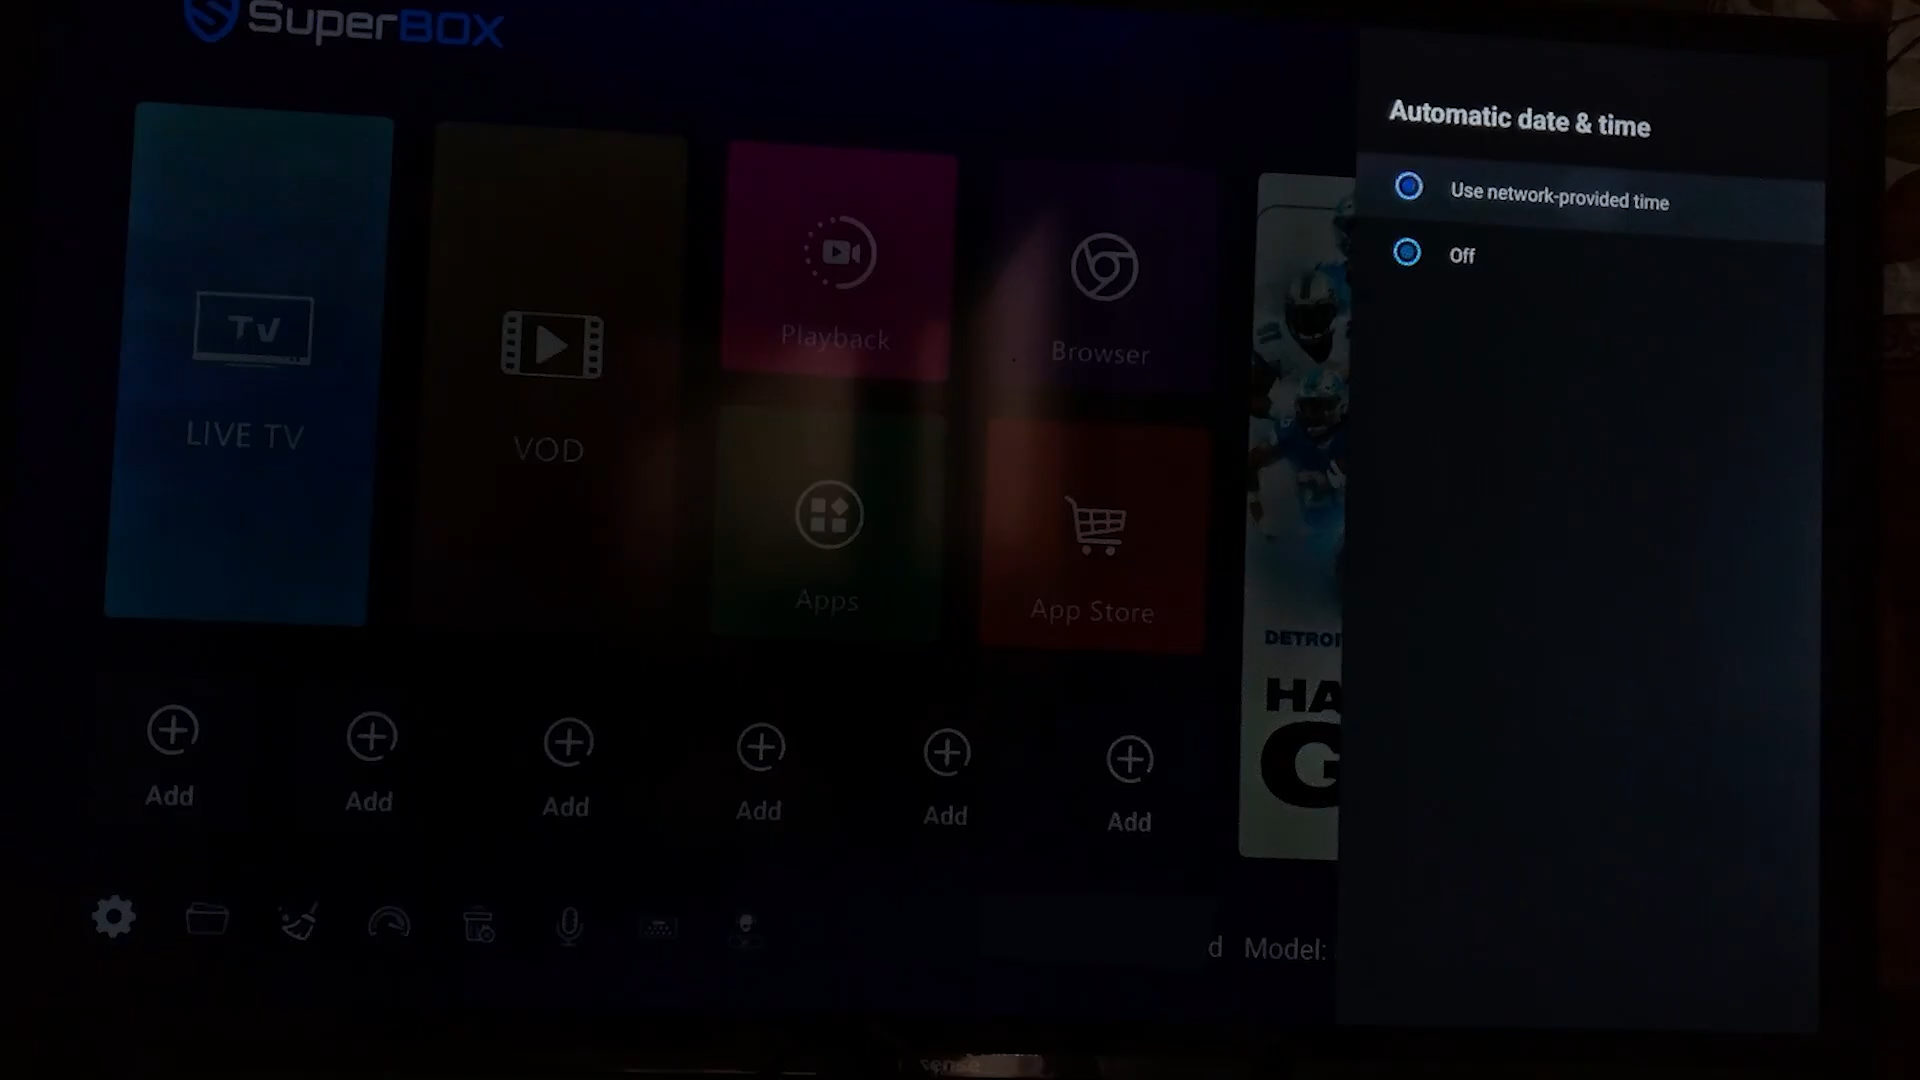 SuperBOX
Automatic date & time
Use network-provided time
Off
TV
LIVE TV
VOD
Playback
Browser
Apps
App Store
DETROI
HA
G
Add
Add
Add
Add
Add
Add
d Model:
sense